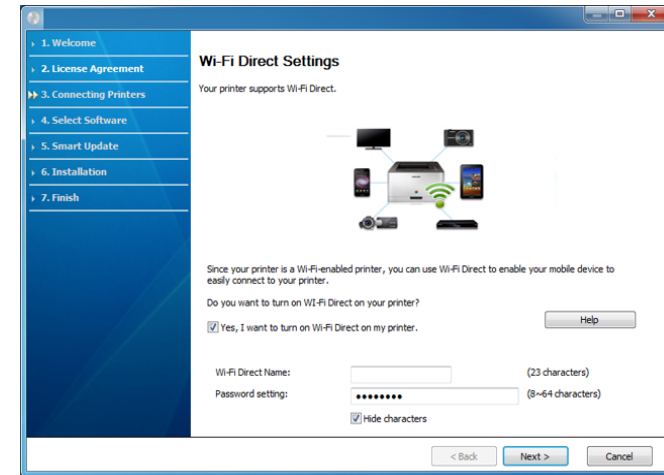 1. Welcome
2. License Agreement
3. Connecting Printers
4. Select Software
5. Smart Update
6. Installation
7. Finish
Wi-Fi Direct Settings
Your printer supports Wi-Fi Direct.
Since your printer is a Wi-Fi-enabled printer, you can use Wi-Fi Direct to enable your mobile device to
easily connect to your printer.
Do you want to turn on WI-Fi Direct on your printer?
Yes, I want to turn on Wi-Fi Direct on my printer.
Help
Wi-Fi Direct Name: (23 characters)
Password setting: ●●●●●●●● (8~64 characters)
Hide characters
< Back Next > Cancel